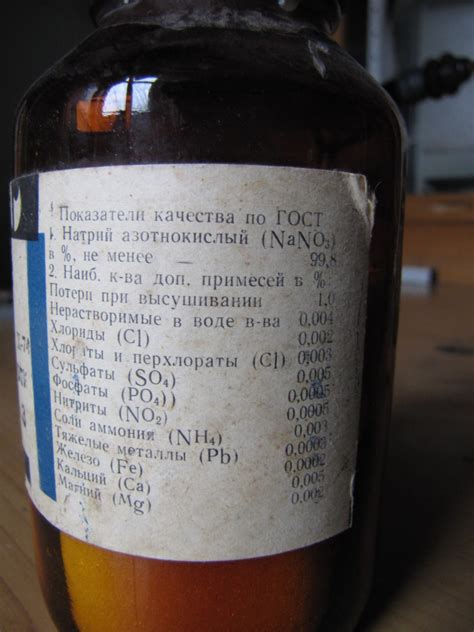 Показатели качества по ГОСТ
1. Натрий азотнокислый (NaNO₃)
в %, не менее — 99,8
2. Наиб. к-ва доп. примесей в %
Потери при высушивании 1,0
Нерастворимые в воде в-ва 0,004
Хлориды (Cl) 0,002
Хлораты и перхлораты (Cl) 0,003
Сульфаты (SO₄) 0,005
Фосфаты (PO₄)) 0,0005
Нитриты (NO₂) 0,0005
Соли аммония (NH₄) 0,003
Тяжелые металлы (Pb) 0,0003
Железо (Fe) 0,0002
Кальций (Ca) 0,005
Магний (Mg) 0,002